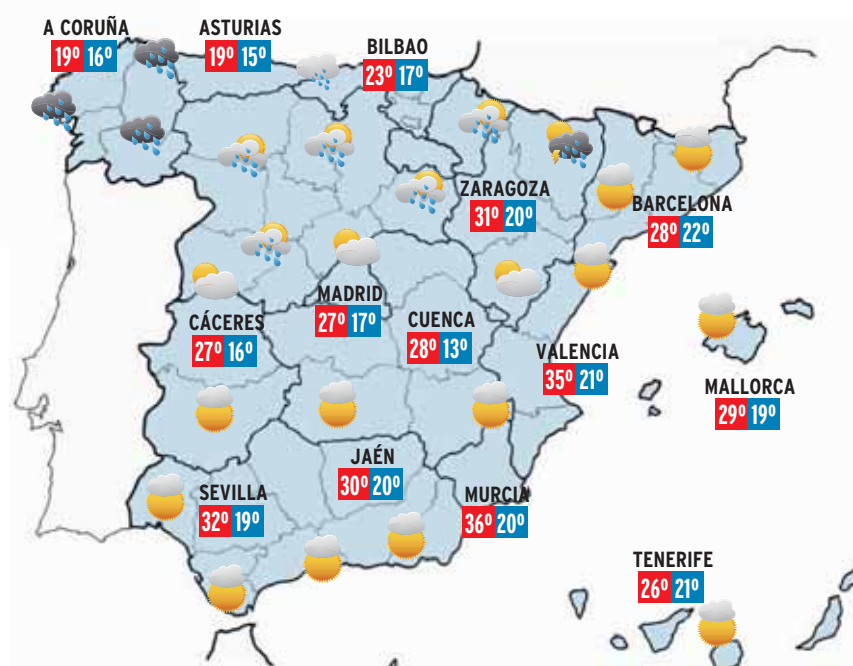 A CORUÑA
19º 16º
ASTURIAS
19º 15º
BILBAO
23º 17º
ZARAGOZA
31º 20º
BARCELONA
28º 22º
MADRID
27º 17º
CÁCERES
27º 16º
CUENCA
28º 13º
VALENCIA
35º 21º
MALLORCA
29º 19º
JAÉN
30º 20º
SEVILLA
32º 19º
MURCIA
36º 20º
TENERIFE
26º 21º